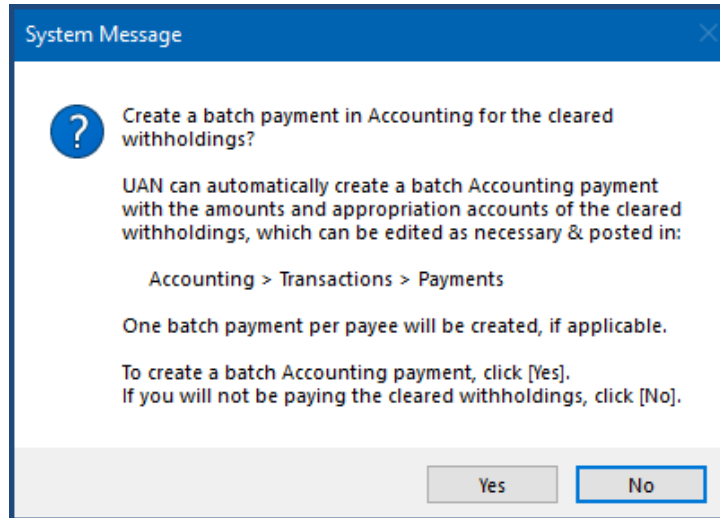 System Message
Create a batch payment in Accounting for the cleared
withholdings?
UAN can automatically create a batch Accounting payment
with the amounts and appropriation accounts of the cleared
withholdings, which can be edited as necessary & posted in:
Accounting > Transactions > Payments
One batch payment per payee will be created, if applicable.
To create a batch Accounting payment, click [Yes].
If you will not be paying the cleared withholdings, click [No].
Yes
No